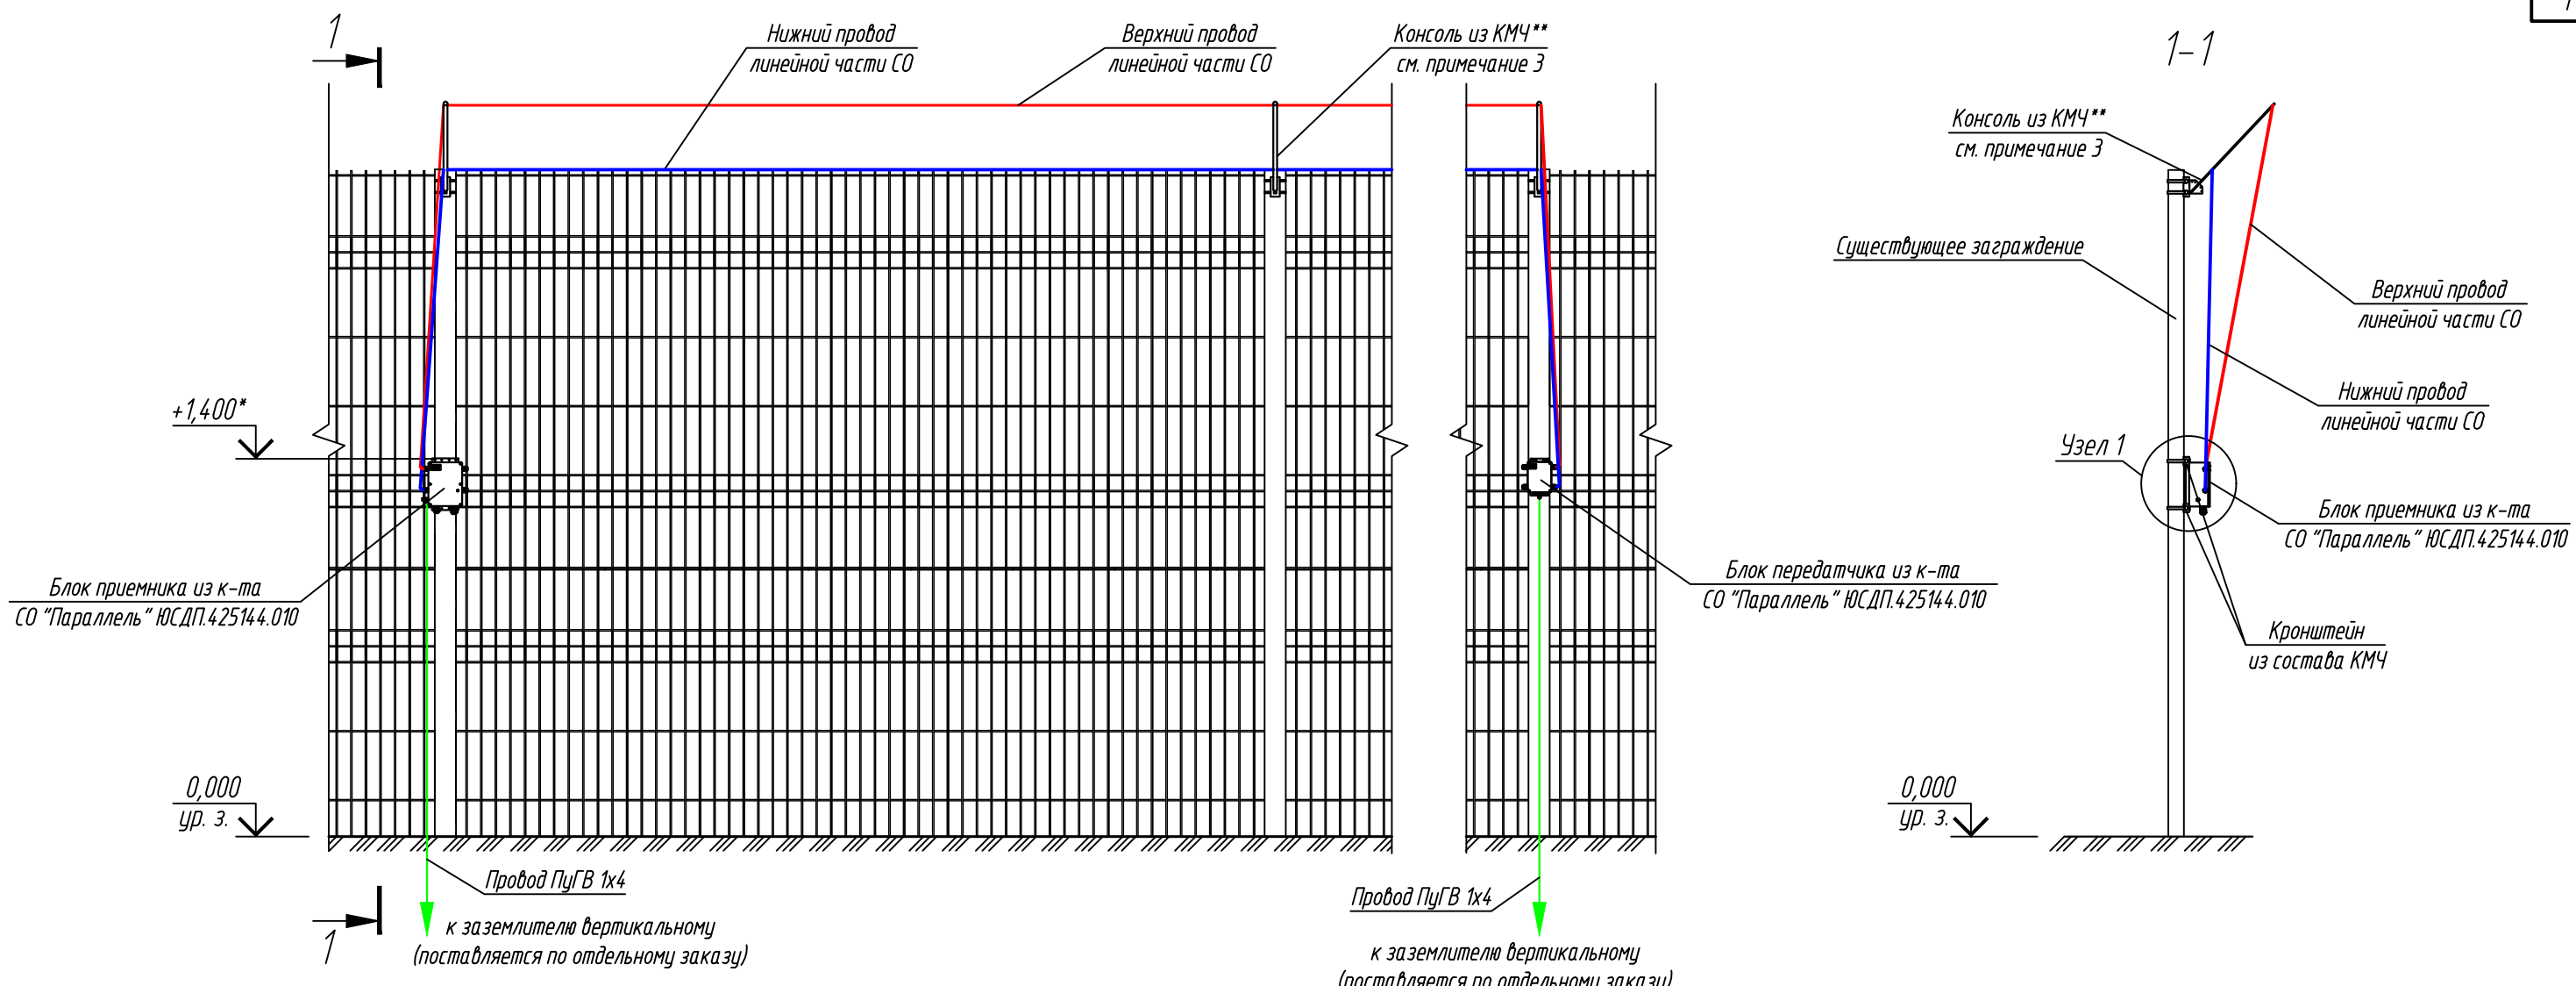 1
Нижний провод
линейной части СО
Верхний провод
линейной части СО
Консоль из КМЧ**
см. примечание 3
+1,400*
Блок приемника из к-та
СО "Параллель" ЮСДП.425144.010
Блок передатчика из к-та
СО "Параллель" ЮСДП.425144.010
0,000
ур. з.
Провод ПуГВ 1х4
к заземлителю вертикальному
(поставляется по отдельному заказу)
Провод ПуГВ 1х4
к заземлителю вертикальному
(поставляется по отдельному заказу)
1
1-1
Консоль из КМЧ**
см. примечание 3
Существующее заграждение
Верхний провод
линейной части СО
Нижний провод
линейной части СО
Узел 1
Блок приемника из к-та
СО "Параллель" ЮСДП.425144.010
Кронштейн
из состава КМЧ
0,000
ур. з.